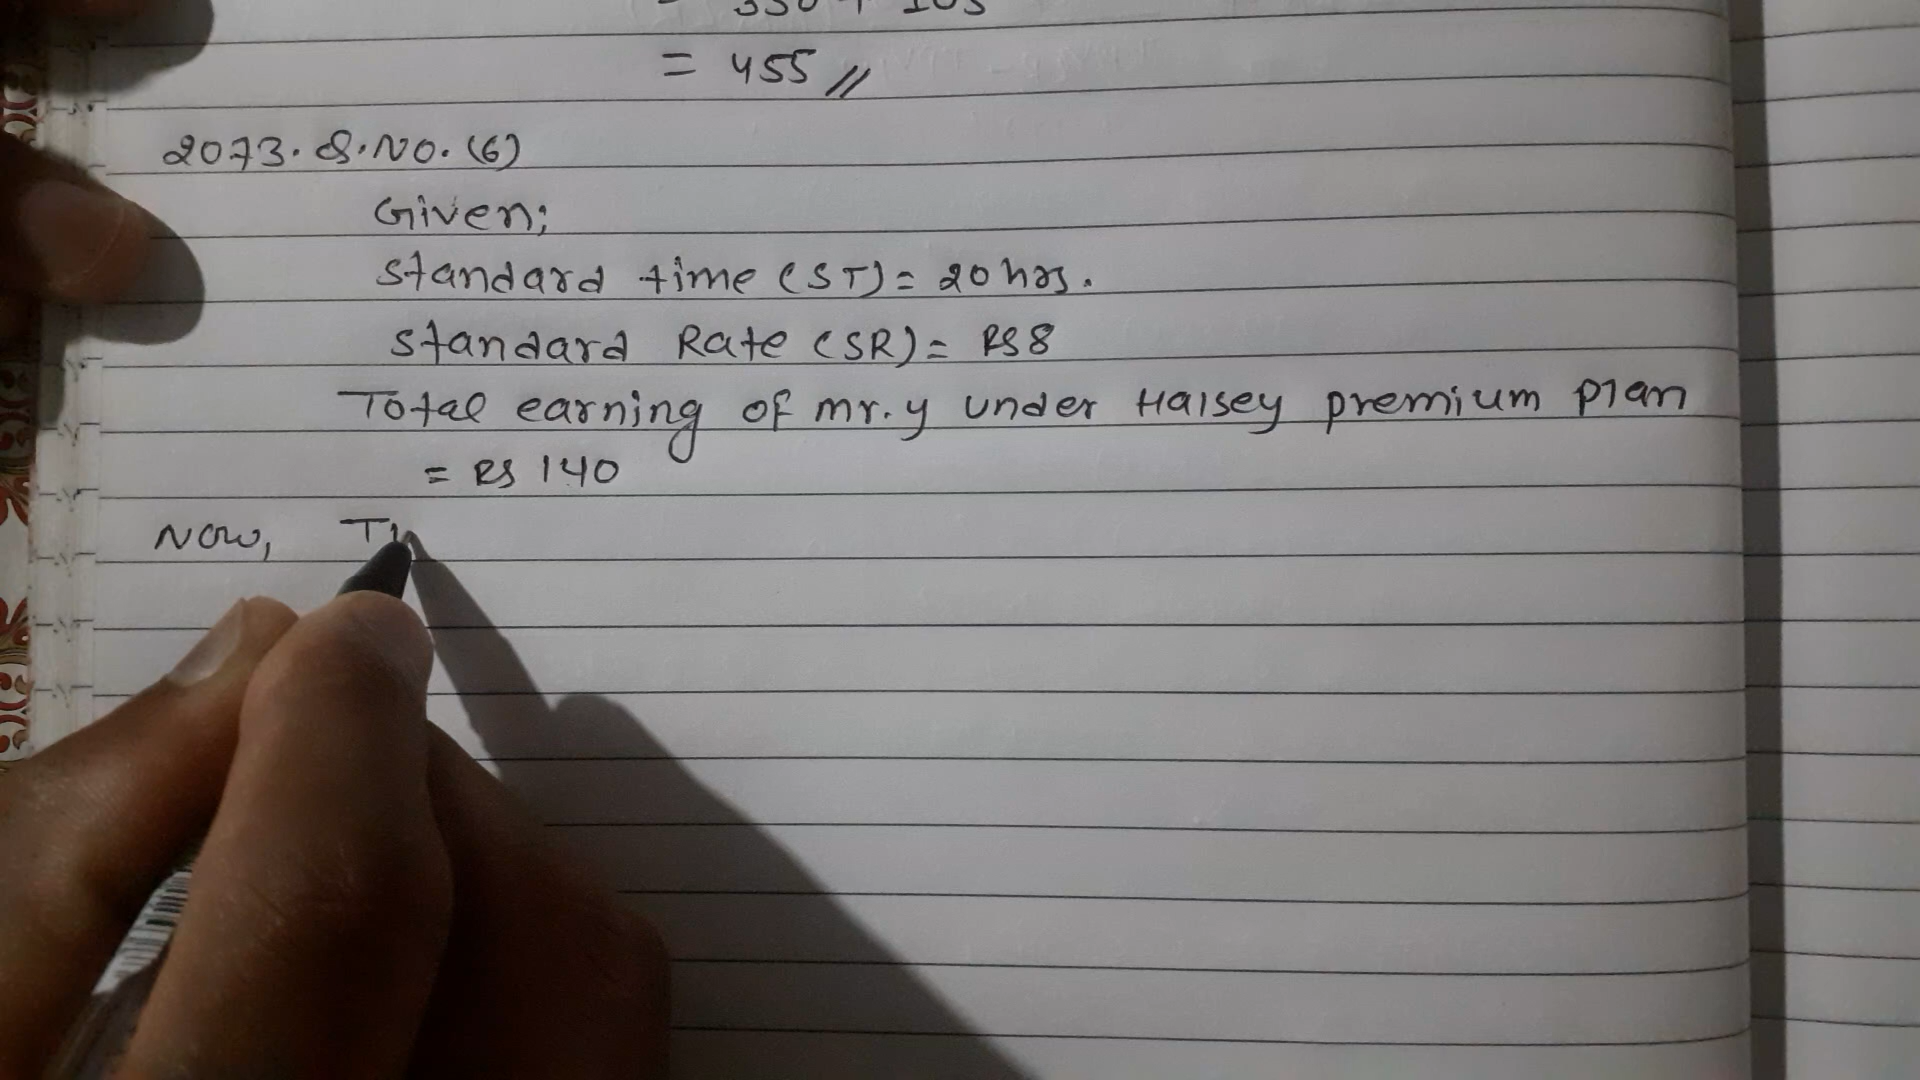 = 455 //
2073. Q.NO. (6)
Given;
Standard time (ST) = 20 hrs.
Standard Rate (SR) = RS 8
Total earning of mr. y under Halsey premium plan
= RS 140
Now,